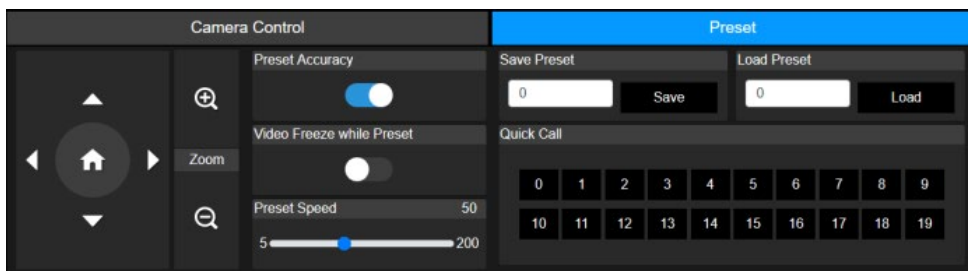 Camera Control
Preset
Preset Accuracy
Save Preset
Load Preset
0
Save
0
Load
Video Freeze while Preset
Quick Call
Zoom
0 1 2 3 4 5 6 7 8 9
Preset Speed 50
10 11 12 13 14 15 16 17 18 19
5 200